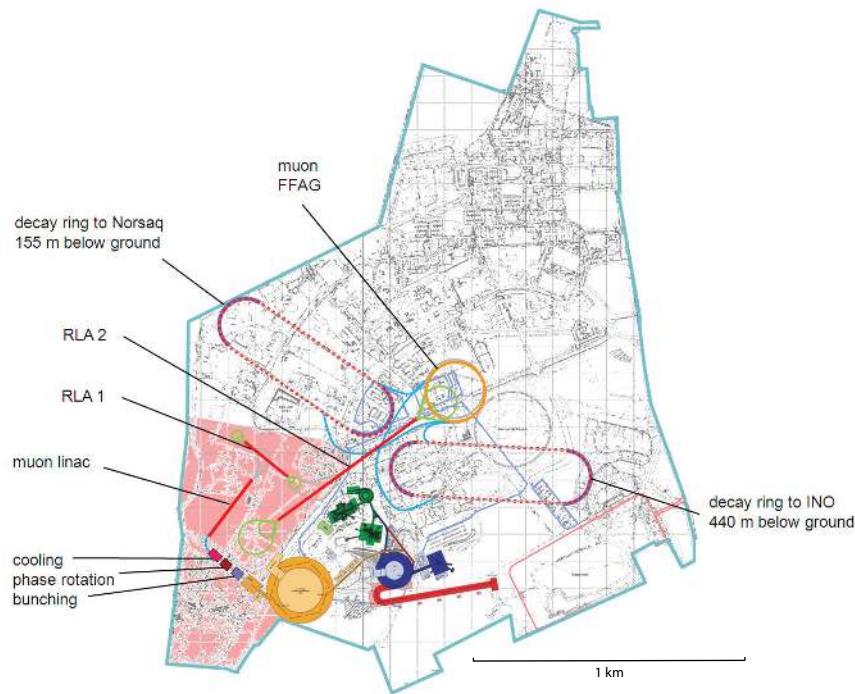 muon
FFAG
decay ring to Norsaq
155 m below ground
RLA 2
RLA 1
muon linac
decay ring to INO
440 m below ground
cooling
phase rotation
bunching
1 km